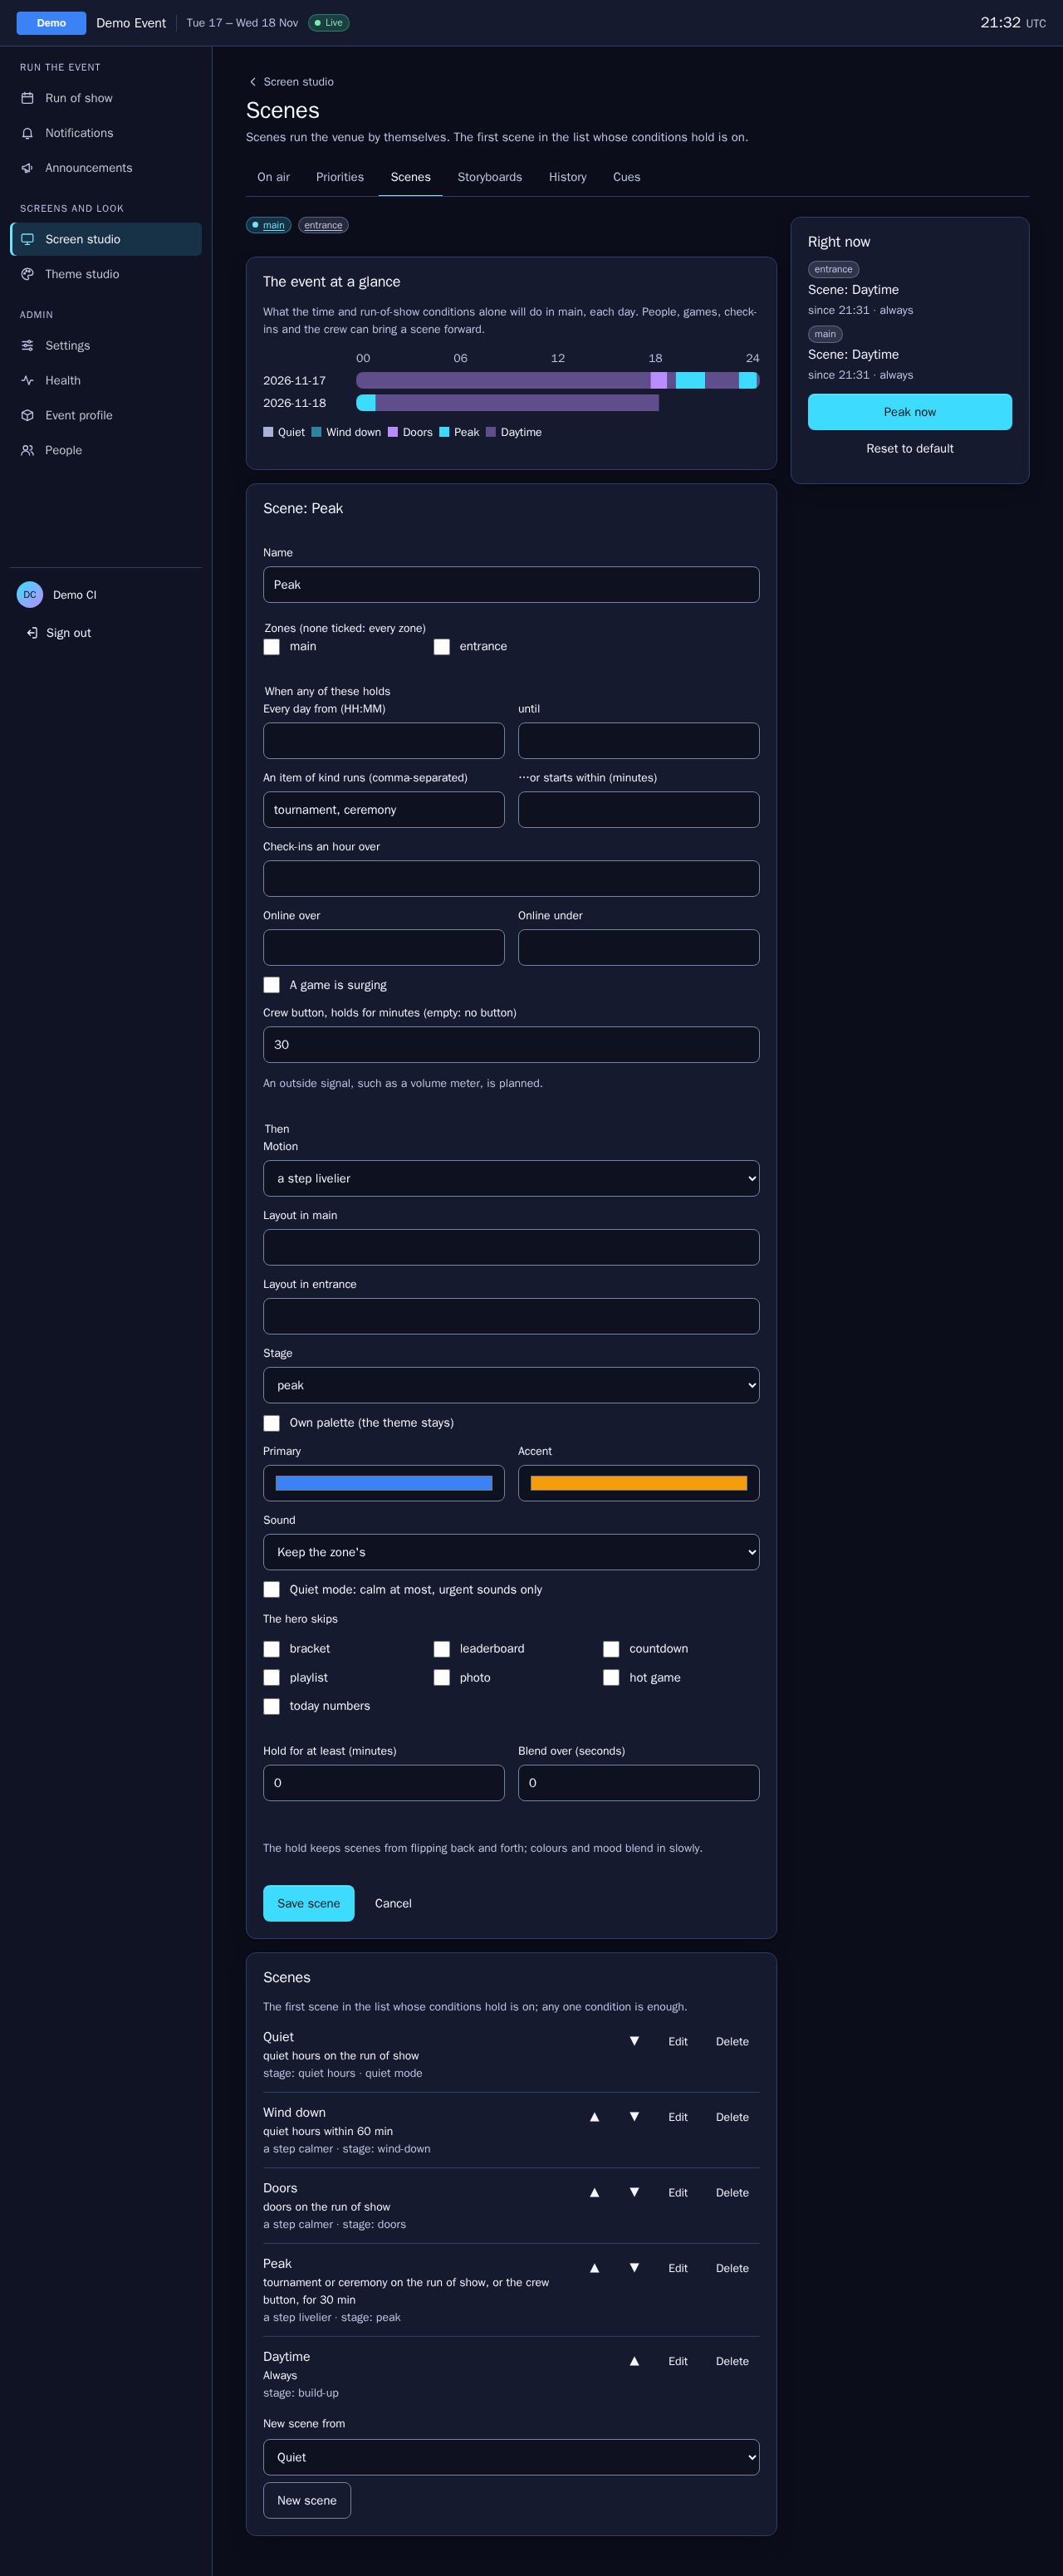 Demo
Demo Event
Tue 17 – Wed 18 Nov
Live
21:32 UTC
RUN THE EVENT
Run of show
Notifications
Announcements
SCREENS AND LOOK
Screen studio
Theme studio
ADMIN
Settings
Health
Event profile
People
DC
Demo CI
Sign out
Screen studio
Scenes
Scenes run the venue by themselves. The first scene in the list whose conditions hold is on.
On air
Priorities
Scenes
Storyboards
History
Cues
main
entrance
The event at a glance
What the time and run-of-show conditions alone will do in main, each day. People, games, check-
ins and the crew can bring a scene forward.
00 06 12 18 24
2026-11-17
2026-11-18
Quiet Wind down Doors Peak Daytime
Right now
entrance
Scene: Daytime
since 21:31 · always
main
Scene: Daytime
since 21:31 · always
Peak now
Reset to default
Scene: Peak
Name
Peak
Zones (none ticked: every zone)
main entrance
When any of these holds
Every day from (HH:MM) until
An item of kind runs (comma-separated) …or starts within (minutes)
tournament, ceremony
Check-ins an hour over
Online over Online under
A game is surging
Crew button, holds for minutes (empty: no button)
30
An outside signal, such as a volume meter, is planned.
Then
Motion
a step livelier
Layout in main
Layout in entrance
Stage
peak
Own palette (the theme stays)
Primary Accent
Sound
Keep the zone's
Quiet mode: calm at most, urgent sounds only
The hero skips
bracket leaderboard countdown
playlist photo hot game
today numbers
Hold for at least (minutes) Blend over (seconds)
0 0
The hold keeps scenes from flipping back and forth; colours and mood blend in slowly.
Save scene Cancel
Scenes
The first scene in the list whose conditions hold is on; any one condition is enough.
Quiet
quiet hours on the run of show
stage: quiet hours · quiet mode
▼ Edit Delete
Wind down
quiet hours within 60 min
a step calmer · stage: wind-down
▲ ▼ Edit Delete
Doors
doors on the run of show
a step calmer · stage: doors
▲ ▼ Edit Delete
Peak
tournament or ceremony on the run of show, or the crew
button, for 30 min
a step livelier · stage: peak
▲ ▼ Edit Delete
Daytime
Always
stage: build-up
▲ Edit Delete
New scene from
Quiet
New scene